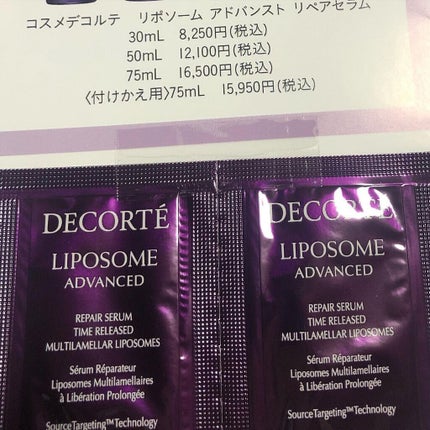 コスメデコルテ リポソーム アドバンスト リペアセラム
30mL 8,250円(税込)
50mL 12,100円(税込)
75mL 16,500円(税込)
〈付けかえ用〉75mL 15,950円(税込)
DECORTÉ
LIPOSOME
ADVANCED
REPAIR SERUM
TIME RELEASED
MULTILAMELLAR LIPOSOMES
Sérum Réparateur
Liposomes Multilamellaires
à Libération Prolongée
SourceTargeting™Technology
DECORTÉ
LIPOSOME
ADVANCED
REPAIR SERUM
TIME RELEASED
MULTILAMELLAR LIPOSOMES
Sérum Réparateur
Liposomes Multilamellaires
à Libération Prolongée
SourceTargeting™Technology